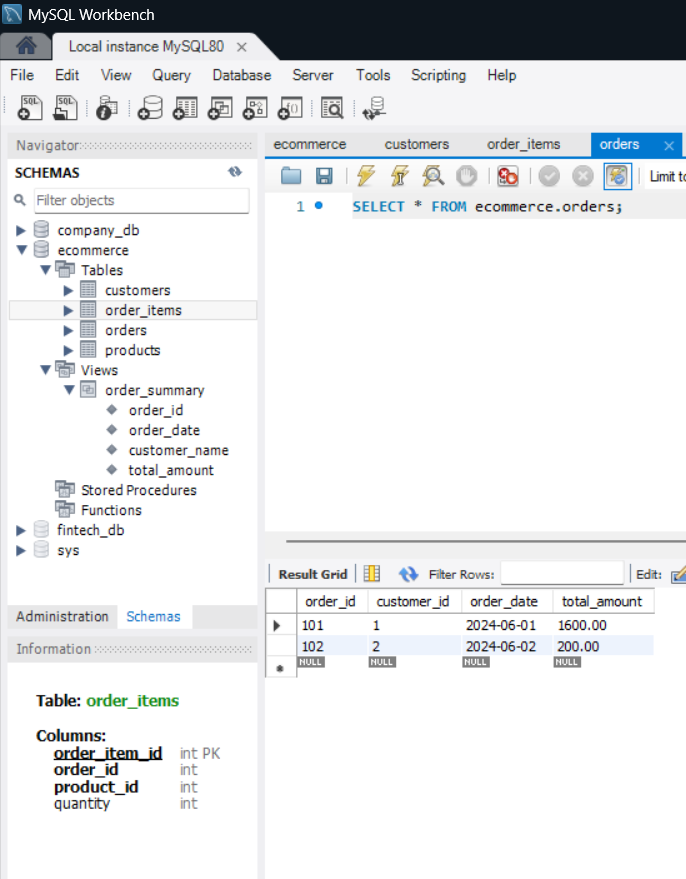 MySQL Workbench
Local instance MySQL80
File Edit View Query Database Server Tools Scripting Help
SQL SQL
Navigator
SCHEMAS
Filter objects
company_db
ecommerce
Tables
customers
order_items
orders
products
Views
order_summary
order_id
order_date
customer_name
total_amount
Stored Procedures
Functions
fintech_db
sys
Administration Schemas
Information
Table: order_items
Columns:
order_item_id int PK
order_id int
product_id int
quantity int
ecommerce customers order_items orders
Limit to
1 SELECT * FROM ecommerce.orders;
Result Grid Filter Rows: Edit:
order_id customer_id order_date total_amount
101 1 2024-06-01 1600.00
102 2 2024-06-02 200.00
NULL NULL NULL NULL